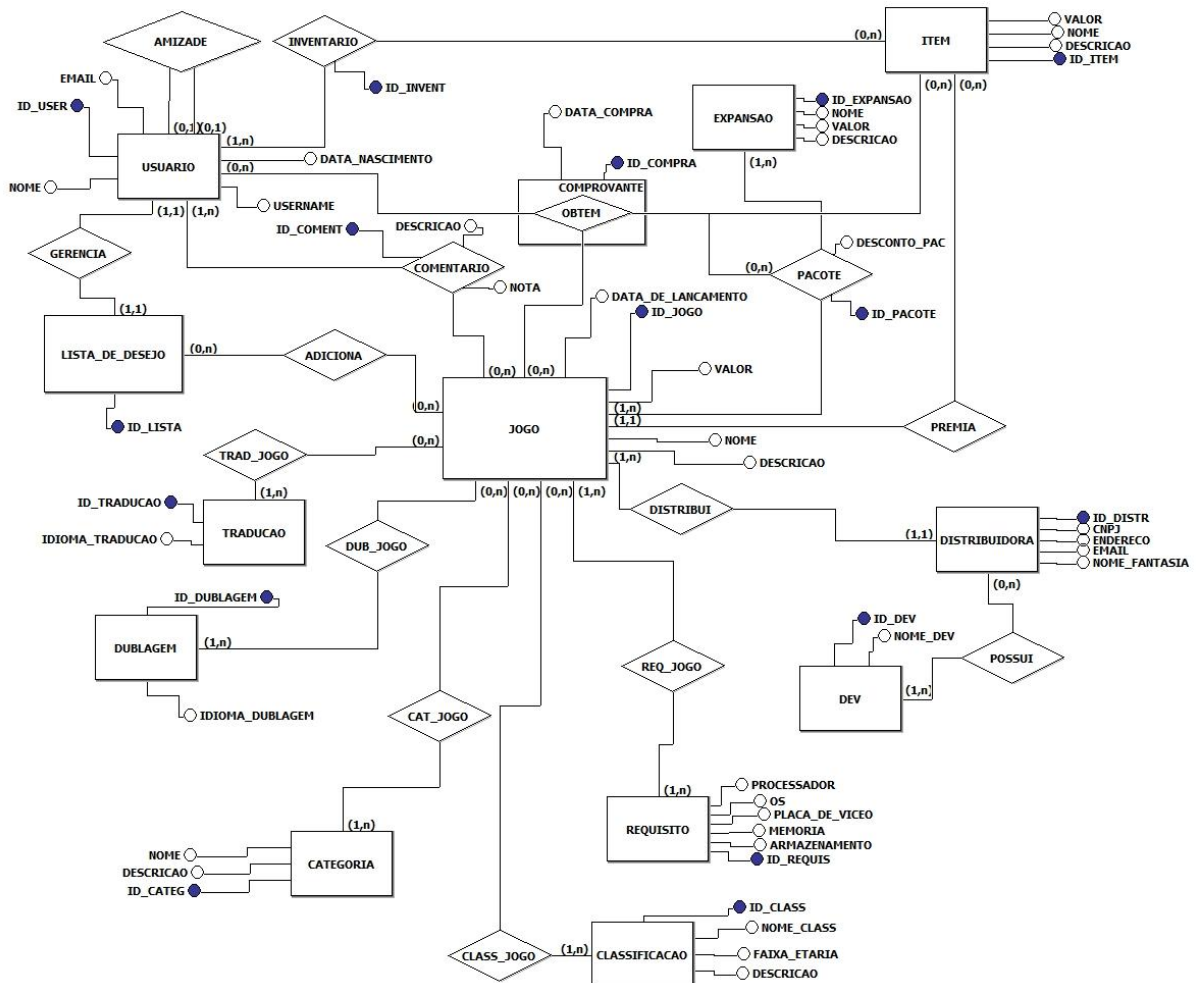 AMIZADE
INVENTARIO
(0,n)
ITEM
VALOR
NOME
DESCRICAO
ID_ITEM
EMAIL
ID_USER
ID_INVENT
(0,n) (0,n)
EXPANSAO
ID_EXPANSAO
NOME
VALOR
DESCRICAO
DATA_COMPRA
(0,1)(0,1)
(1,n)
USUARIO
DATA_NASCIMENTO
(0,n)
(1,n)
ID_COMPRA
NOME
COMPROVANTE
USERNAME
OBTEM
(1,1) (1,n)
ID_COMENT
DESCRICAO
DESCONTO_PAC
GERENCIA
COMENTARIO
(0,n)
PACOTE
NOTA
DATA_DE_LANCAMENTO
ID_JOGO
ID_PACOTE
(1,1)
LISTA_DE_DESEJO
(0,n)
ADICIONA
(0,n) (0,n)
VALOR
(0,n)
(1,n)
(1,1)
ID_LISTA
JOGO
PREMIA
NOME
(0,n)
TRAD_JOGO
(1,n)
DESCRICAO
(1,n)
(0,n) (0,n) (0,n) (1,n)
ID_TRADUCAO
TRADUCAO
IDIOMA_TRADUCAO
DISTRIBUI
DUB_JOGO
(1,1)
DISTRIBUIDORA
ID_DISTR
CNPJ
ENDERECO
EMAIL
NOME_FANTASIA
(0,n)
ID_DUBLAGEM
DUBLAGEM
(1,n)
ID_DEV
NOME_DEV
POSSUI
REQ_JOGO
DEV
(1,n)
IDIOMA_DUBLAGEM
CAT_JOGO
(1,n)
PROCESSADOR
OS
PLACA_DE_VICEO
MEMORIA
ARMAZENAMENTO
ID_REQUIS
REQUISITO
(1,n)
NOME
DESCRICAO
ID_CATEG
CATEGORIA
ID_CLASS
NOME_CLASS
CLASS_JOGO
(1,n)
CLASSIFICACAO
FAIXA_ETARIA
DESCRICAO